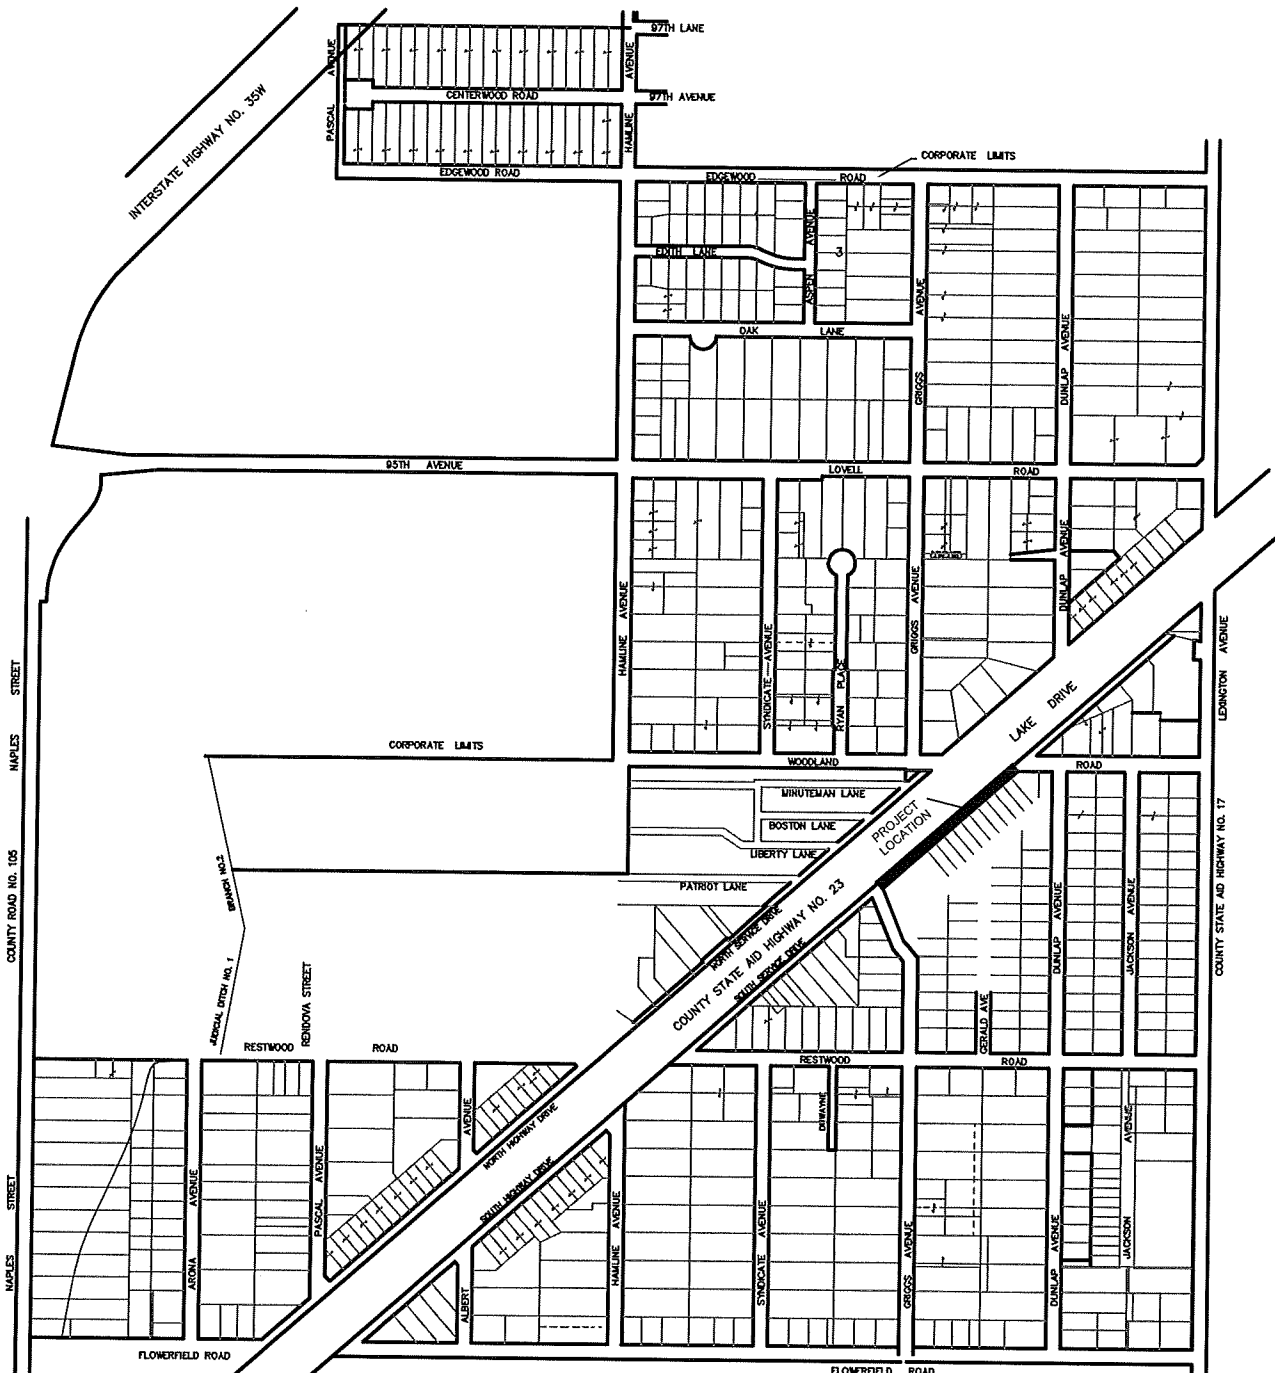 97TH LANE
PASCAL AVENUE
HAMLINE AVENUE
INTERSTATE HIGHWAY NO. 35W
CENTERWOOD ROAD
97TH AVENUE
EDGEWOOD ROAD
CORPORATE LIMITS
EDGEWOOD ROAD
EDITH LANE
ASPEN AVENUE
3
GRIGGS AVENUE
DUNLAP AVENUE
OAK LANE
95TH AVENUE
LOVELL ROAD
HAMLINE AVENUE
SYNDICATE AVENUE
RYAN PLACE
GRIGGS AVENUE
DUNLAP AVENUE
LEXINGTON AVENUE
LAKE DRIVE
NAPLES STREET
CORPORATE LIMITS
WOODLAND ROAD
MINUTEMAN LANE
BOSTON LANE
LIBERTY LANE
PATRIOT LANE
PROJECT
LOCATION
COUNTY ROAD NO. 105
BRANCH NO.2
JUDICIAL DITCH NO. 1
COUNTY STATE AID HIGHWAY NO. 23
NORTH SERVICE DRIVE
SOUTH SERVICE DRIVE
DUNLAP AVENUE
JACKSON AVENUE
COUNTY STATE AID HIGHWAY NO. 17
GERALD AVE
RENDOVA STREET
RESTWOOD ROAD
RESTWOOD ROAD
NORTH HIGHWAY DRIVE
SOUTH HIGHWAY DRIVE
NAPLES STREET
ARONA AVENUE
PASCAL AVENUE
ALBERT AVENUE
HAMLINE AVENUE
SYNDICATE AVENUE
GRIGGS AVENUE
DUNLAP AVENUE
JACKSON AVENUE
FLOWERFIELD ROAD
FLOWERFIELD ROAD